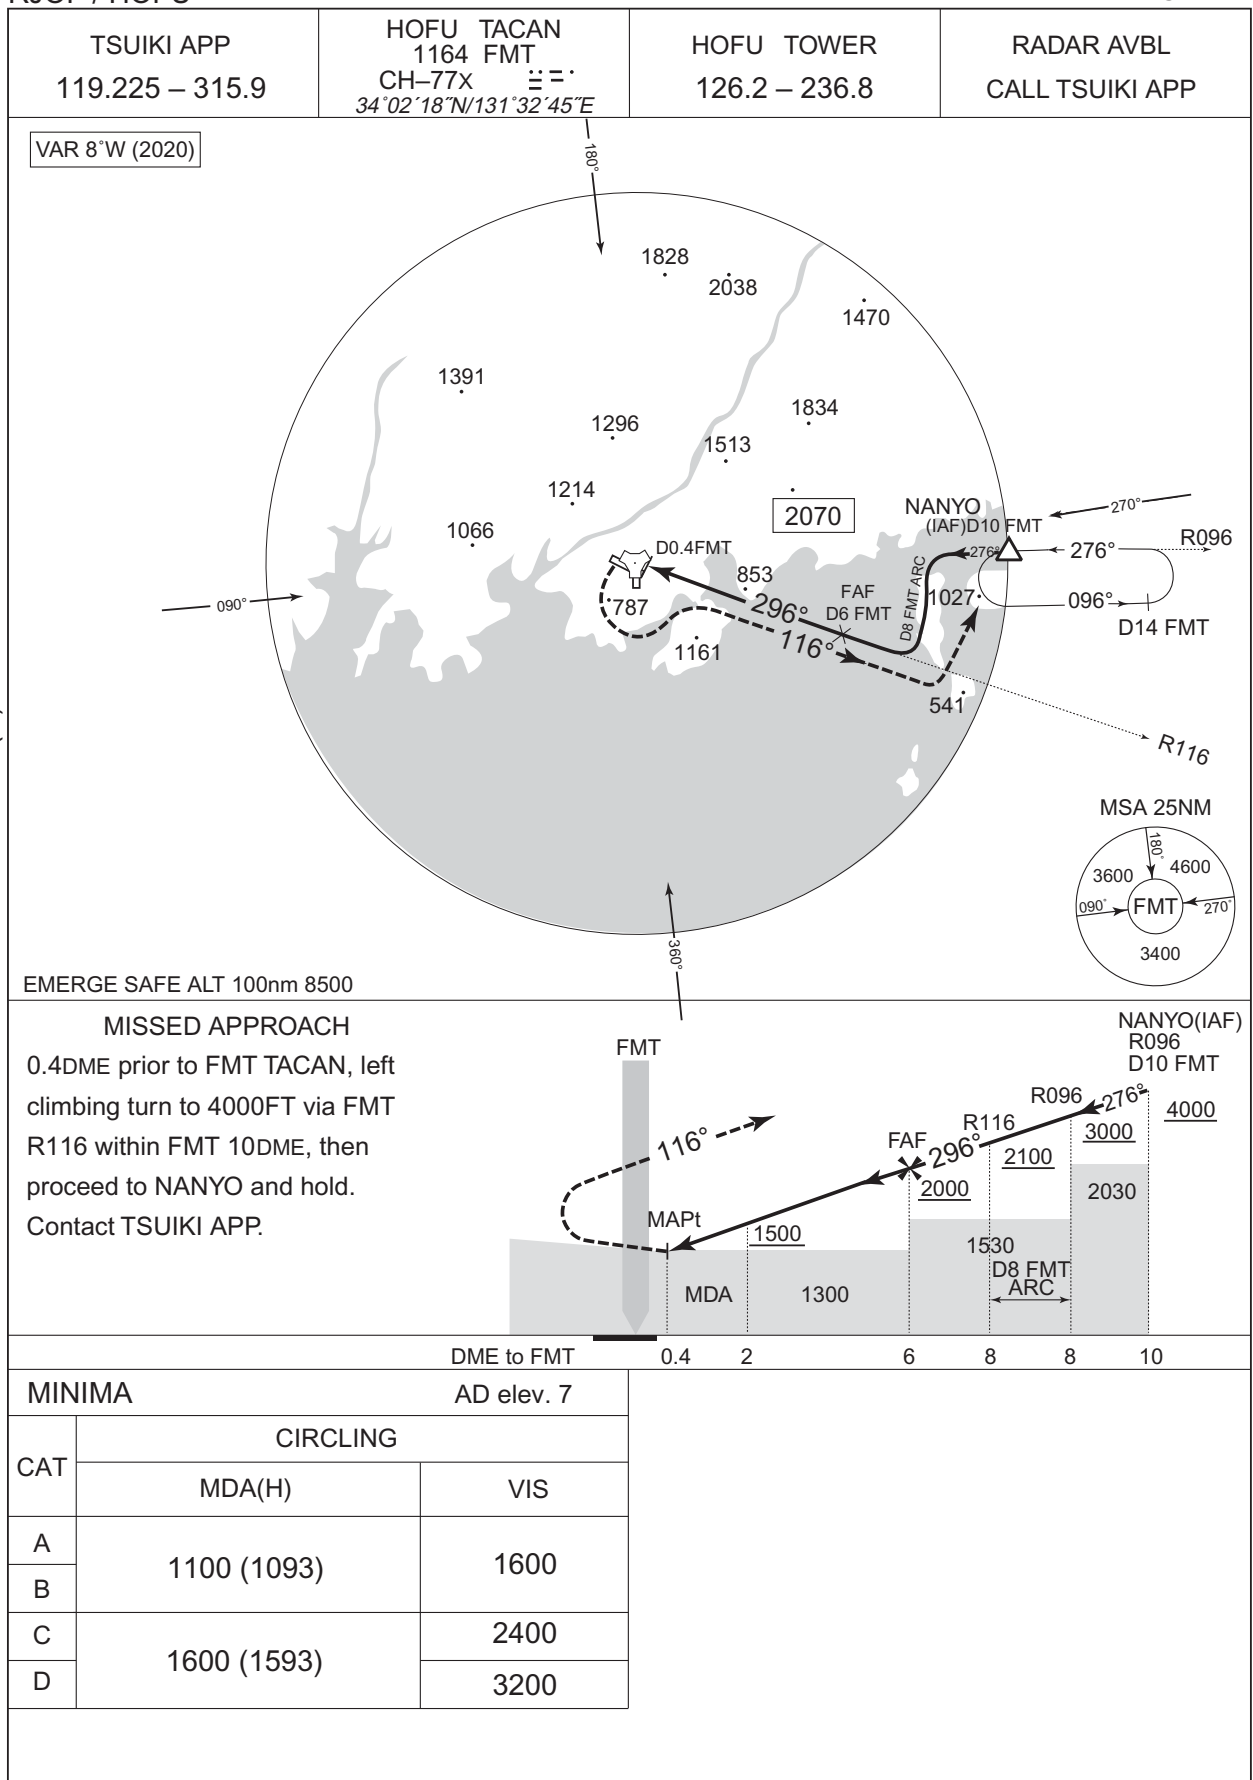 TSUIKI APP
119.225 – 315.9
HOFU TACAN
1164 FMT
CH–77X
34°02´18˝N/131°32´45˝E
HOFU TOWER
126.2 – 236.8
RADAR AVBL
CALL TSUIKI APP
VAR 8°W (2020)
180°
1828
2038
1470
1391
1296
1834
1513
1214
1066
2070
NANYO
(IAF)D10 FMT
270°
R096
276°
276°
D0.4FMT
853
FAF
D6 FMT
D8 FMT ARC
1027
096°
D14 FMT
090°
787
296°
116°
1161
541
R116
MSA 25NM
180°
3600
4600
090°
FMT
270°
3400
360°
EMERGE SAFE ALT 100nm 8500
MISSED APPROACH
0.4DME prior to FMT TACAN, left
climbing turn to 4000FT via FMT
R116 within FMT 10DME, then
proceed to NANYO and hold.
Contact TSUIKI APP.
FMT
NANYO(IAF)
R096
D10 FMT
R096
276°
4000
R116
3000
FAF
296°
2100
2000
2030
116°
MAPt
1500
1530
D8 FMT
ARC
MDA
1300
DME to FMT
0.4 2 6 8 8 10
MINIMA
AD elev. 7
CAT
CIRCLING
MDA(H)
VIS
A
B
1100 (1093)
1600
C
D
1600 (1593)
2400
3200